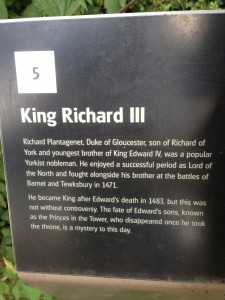 5
King Richard III
Richard Plantagenet, Duke of Gloucester, son of Richard of
York and youngest brother of King Edward IV, was a popular
Yorkist nobleman. He enjoyed a successful period as Lord of
the North and fought alongside his brother at the battles of
Barnet and Tewksbury in 1471.
He became King after Edward's death in 1483, but this was
not without controversy. The fate of Edward's sons, known
as the Princes in the Tower, who disappeared once he took
the throne, is a mystery to this day.